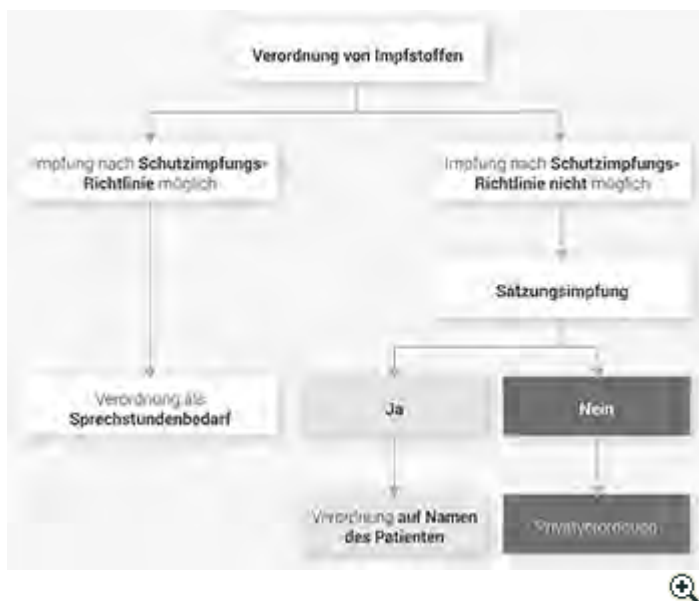 Verordnung von Impfstoffen
Impfung nach Schutzimpfungs-
Richtlinie möglich
Impfung nach Schutzimpfungs-
Richtlinie nicht möglich
Satzungsimpfung
Verordnung als
Sprechstundenbedarf
Ja
Nein
Verordnung auf Namen
des Patienten
Privatverordnung